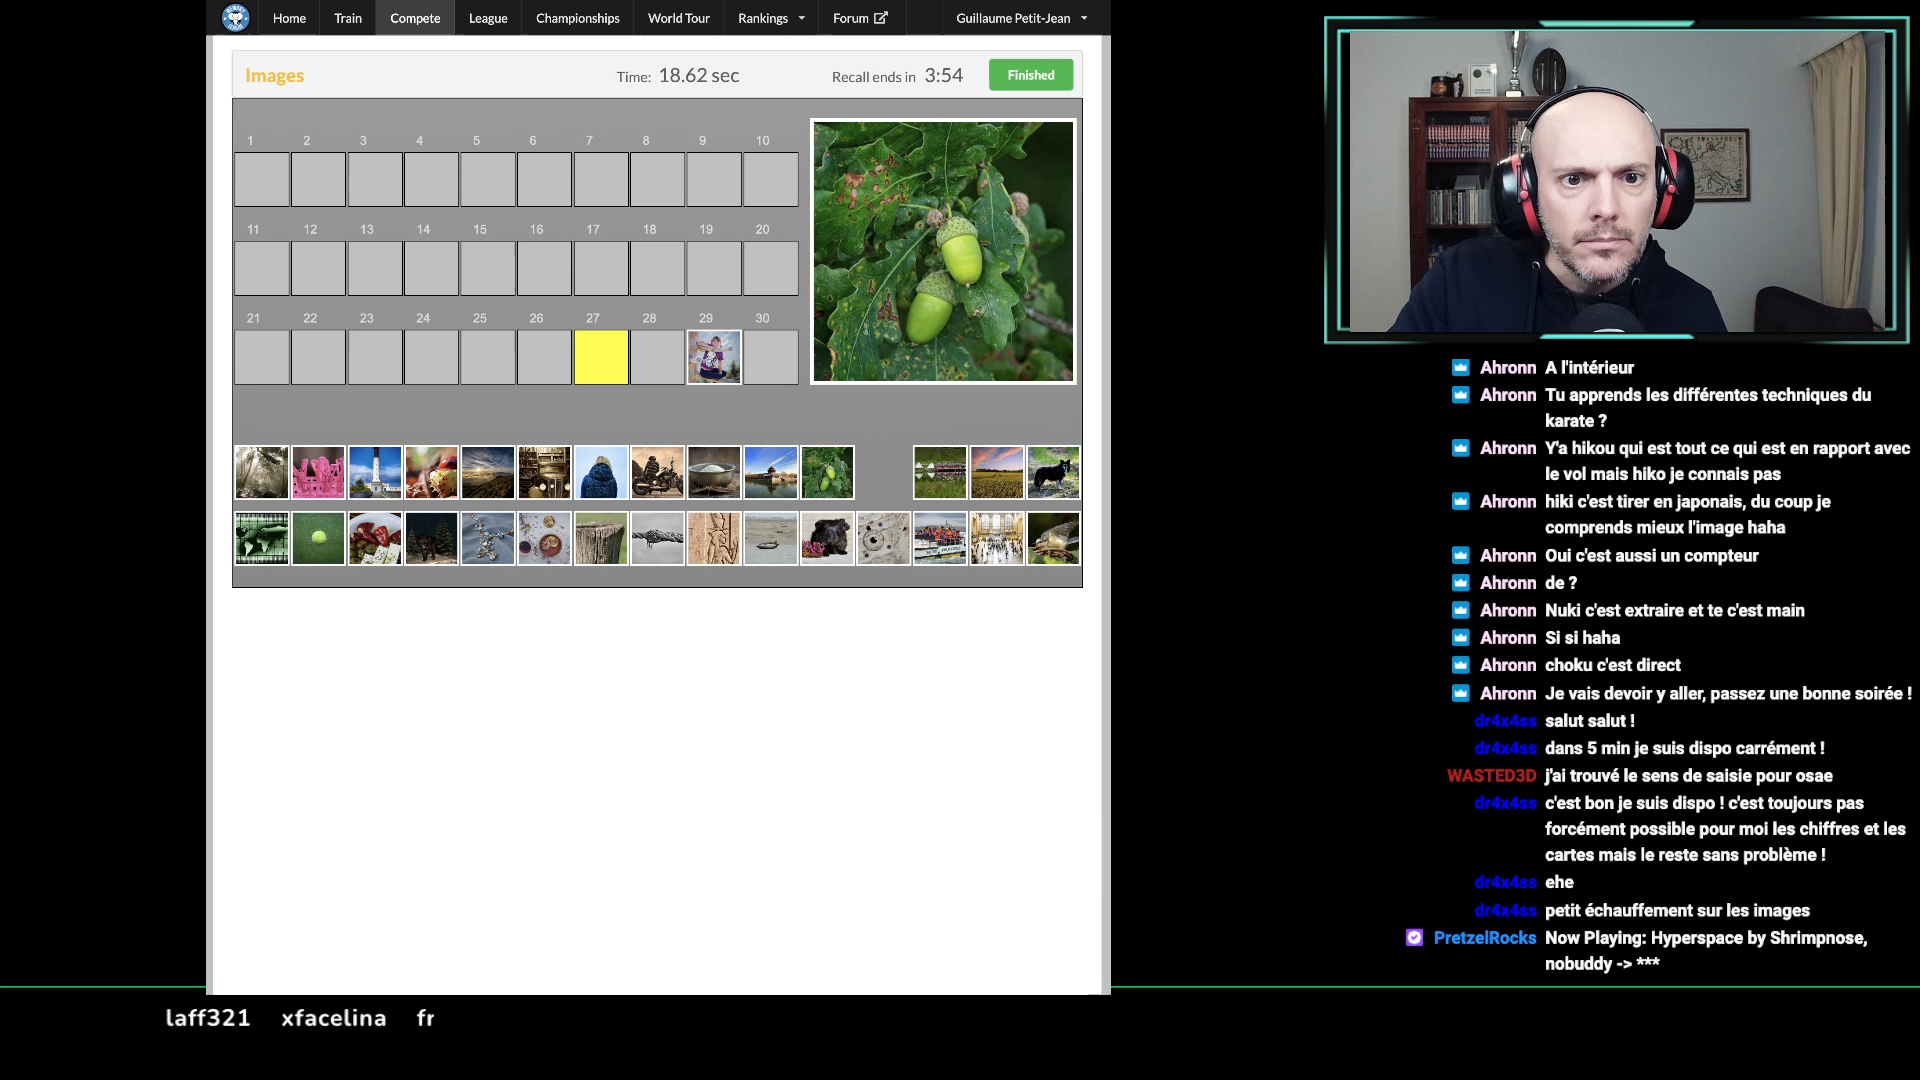 Home Train Compete League Championships World Tour Rankings Forum Guillaume Petit-Jean
Images Time: 18.62 sec Recall ends in 3:54 Finished
1 2 3 4 5 6 7 8 9 10
11 12 13 14 15 16 17 18 19 20
21 22 23 24 25 26 27 28 29 30
Ahronn A l'intérieur
Ahronn Tu apprends les différentes techniques du
karate ?
Ahronn Y'a hikou qui est tout ce qui est en rapport avec
le vol mais hiko je connais pas
Ahronn hiki c'est tirer en japonais, du coup je
comprends mieux l'image haha
Ahronn Oui c'est aussi un compteur
Ahronn de ?
Ahronn Nuki c'est extraire et te c'est main
Ahronn Si si haha
Ahronn choku c'est direct
Ahronn Je vais devoir y aller, passez une bonne soirée !
dr4x4ss salut salut !
dr4x4ss dans 5 min je suis dispo carrément !
WASTED3D j'ai trouvé le sens de saisie pour osae
dr4x4ss c'est bon je suis dispo ! c'est toujours pas
forcément possible pour moi les chiffres et les
cartes mais le reste sans problème !
dr4x4ss ehe
dr4x4ss petit échauffement sur les images
PretzelRocks Now Playing: Hyperspace by Shrimpnose,
nobuddy -> ***
laff321 xfacelina fr